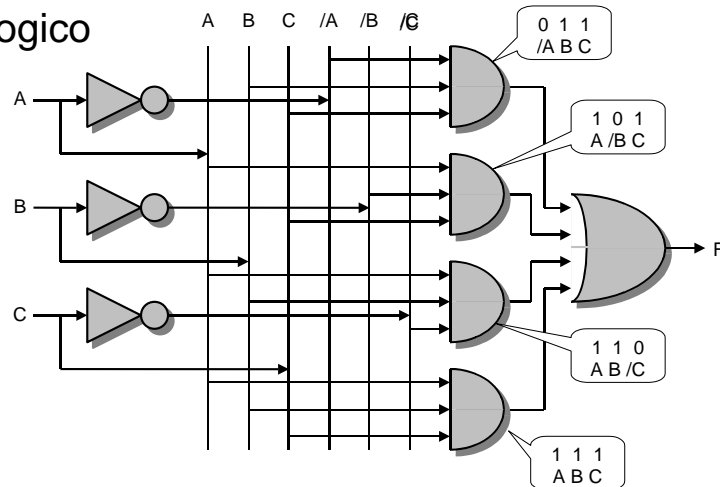 ogico
A B C /A /B /C
0 1 1
/A B C
A
1 0 1
A /B C
B
F
C
1 1 0
A B /C
1 1 1
A B C